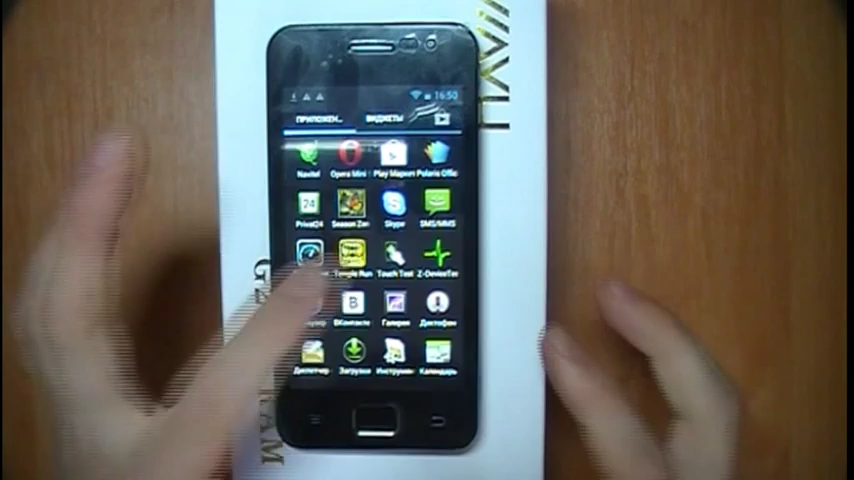 16:50
ПРИЛОЖЕН...
ВИДЖЕТЫ
Navitel
Opera Mini
Play Маркет
Polaris Offic
24
Privat24
Season Zen
Skype
SMS/MMS
Temple Run
Touch Test
Z-DeviceTes
B
ВКонтакте
Галерея
Диктофон
Диспетчер
Загрузки
Инструмен
Календарь